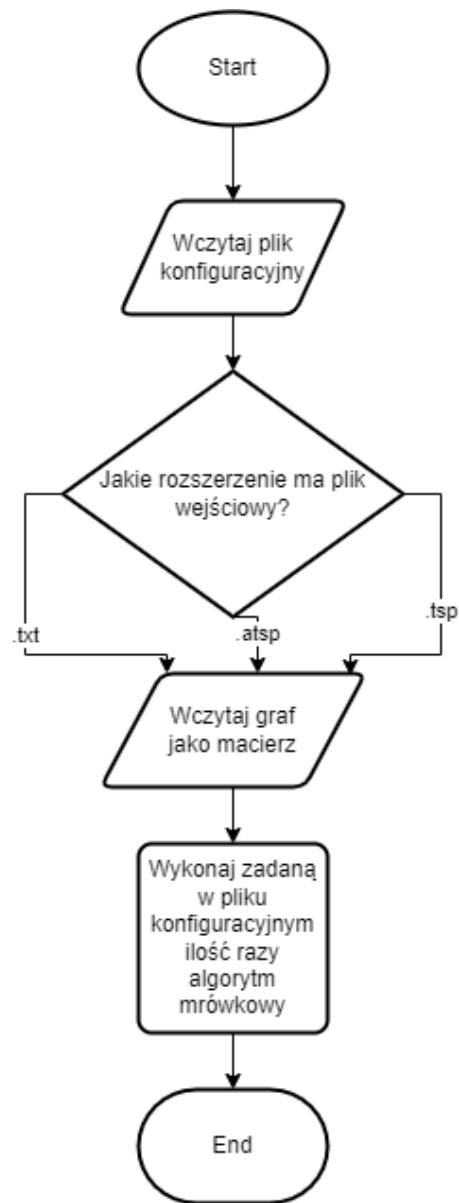 Start
Wczytaj plik
konfiguracyjny
Jakie rozszerzenie ma plik
wejściowy?
.txt
.atsp
.tsp
Wczytaj graf
jako macierz
Wykonaj zadaną
w pliku
konfiguracyjnym
ilość razy
algorytm
mrówkowy
End